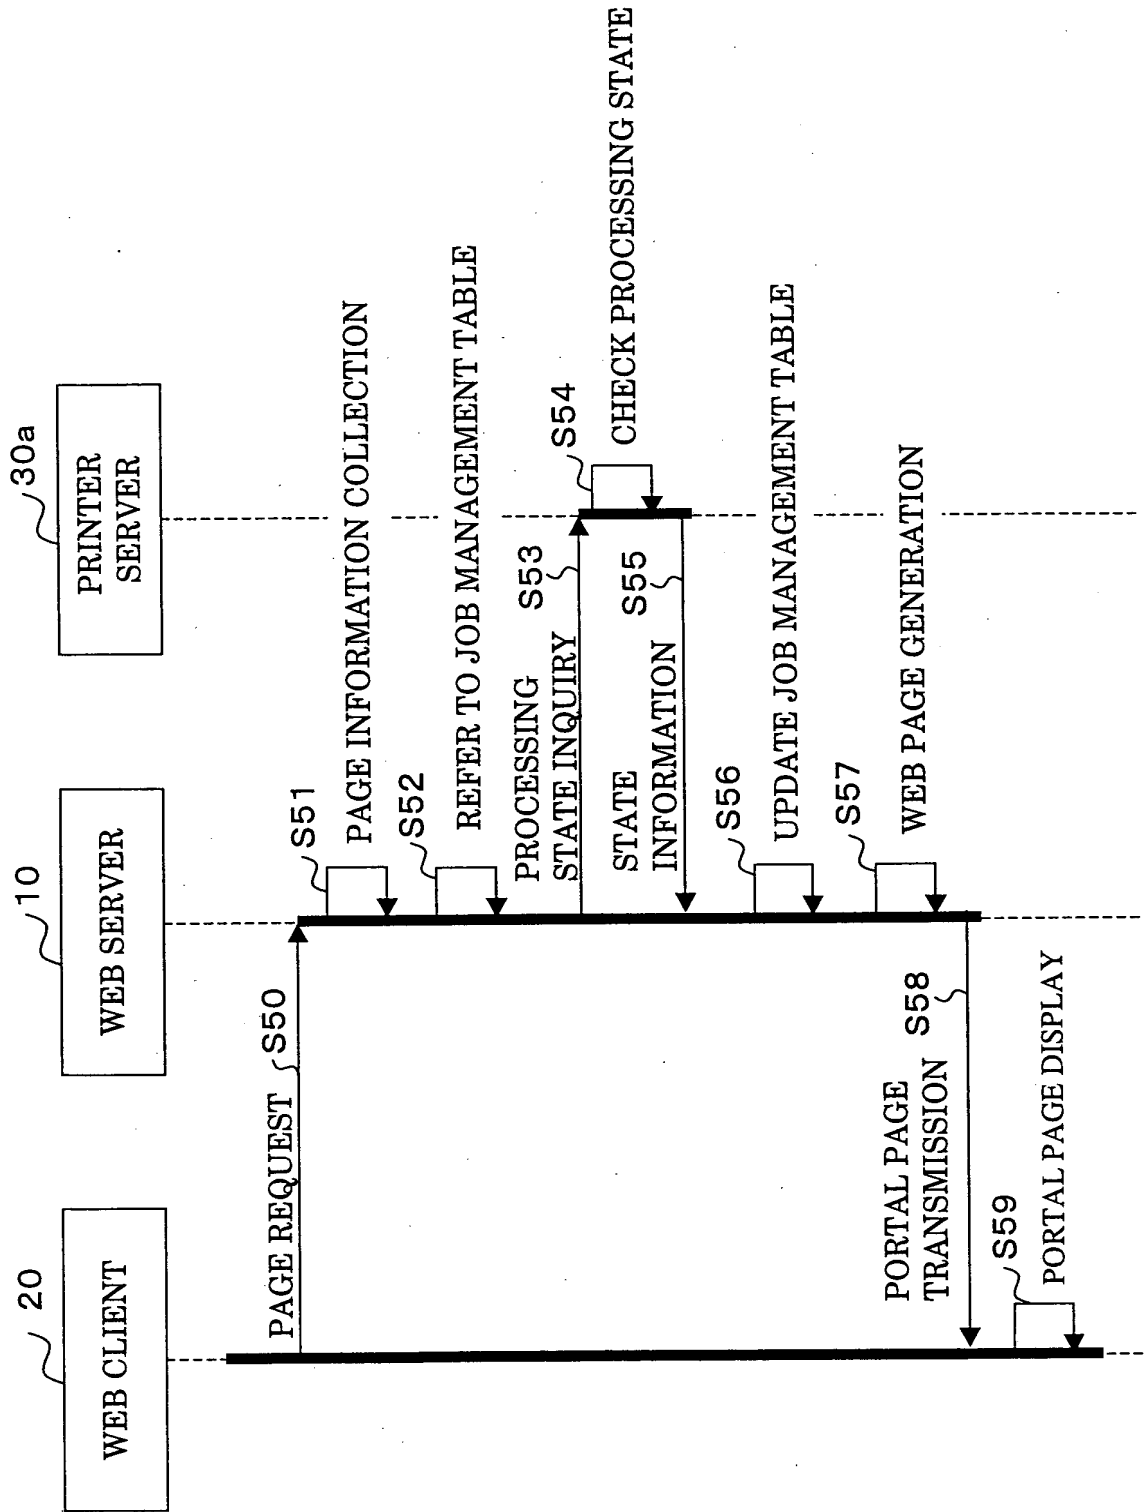 20
WEB CLIENT
10
WEB SERVER
30a
PRINTER
SERVER
PAGE REQUEST
S50
S51
PAGE INFORMATION COLLECTION
S52
REFER TO JOB MANAGEMENT TABLE
PROCESSING
STATE INQUIRY
S53
S54
CHECK PROCESSING STATE
STATE
INFORMATION
S55
S56
UPDATE JOB MANAGEMENT TABLE
S57
WEB PAGE GENERATION
PORTAL PAGE
TRANSMISSION
S58
S59
PORTAL PAGE DISPLAY